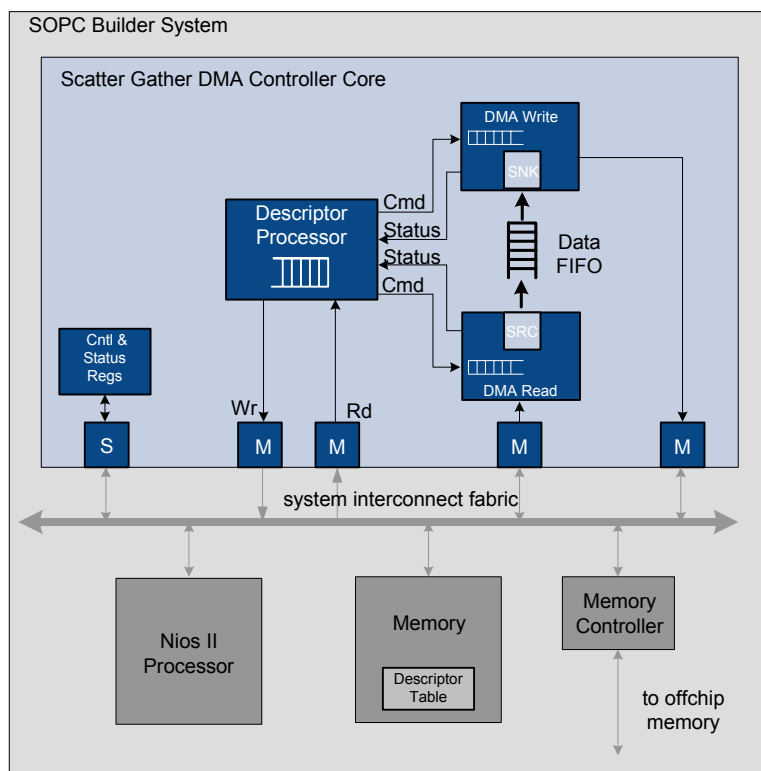 SOPC Builder System
Scatter Gather DMA Controller Core
DMA Write
SNK
Cmd
Descriptor
Processor
Status
Data
FIFO
Status
Cmd
SRC
DMA Read
Cntl &
Status
Regs
Wr
Rd
S
M
M
M
M
system interconnect fabric
Nios II
Processor
Memory
Descriptor
Table
Memory
Controller
to offchip
memory